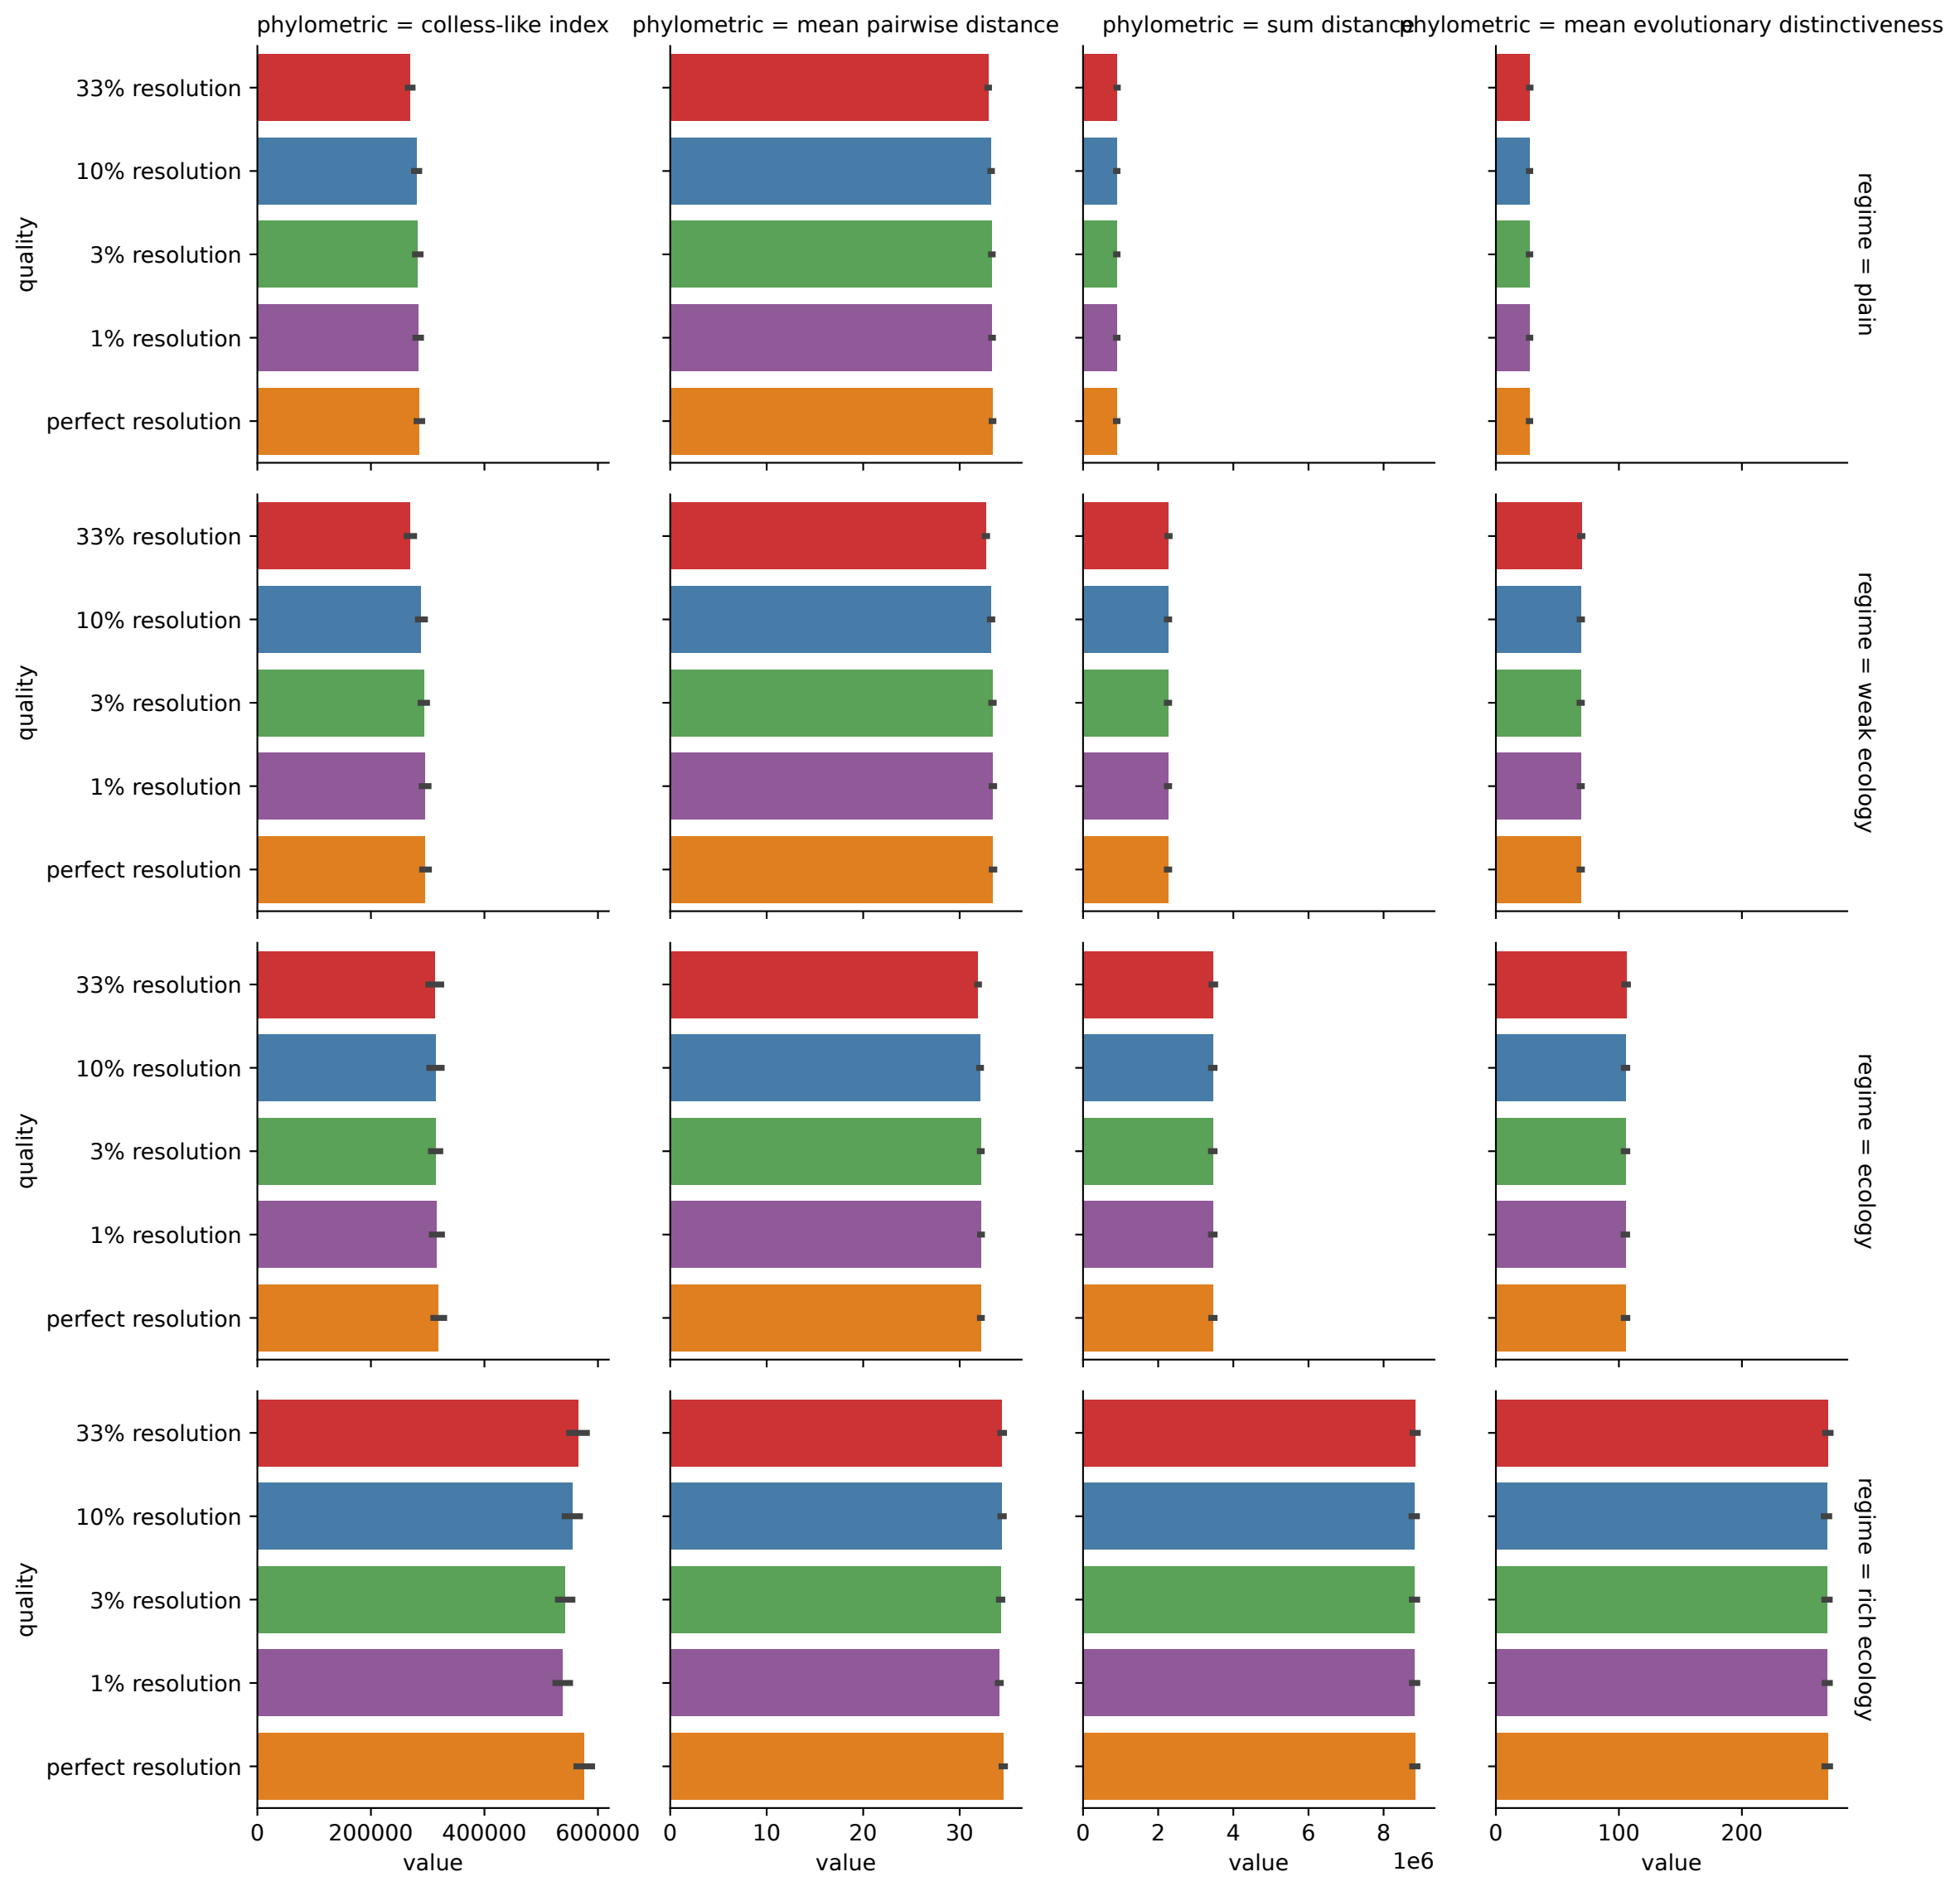 phylometric = colless-like index
phylometric = mean pairwise distance
phylometric = sum distance
phylometric = mean evolutionary distinctiveness
quality
33% resolution
10% resolution
3% resolution
1% resolution
perfect resolution
regime = plain
quality
33% resolution
10% resolution
3% resolution
1% resolution
perfect resolution
regime = weak ecology
quality
33% resolution
10% resolution
3% resolution
1% resolution
perfect resolution
regime = ecology
quality
33% resolution
10% resolution
3% resolution
1% resolution
perfect resolution
regime = rich ecology
0 200000 400000 600000
value
0 10 20 30
value
0 2 4 6 8
value
1e6
0 100 200
value